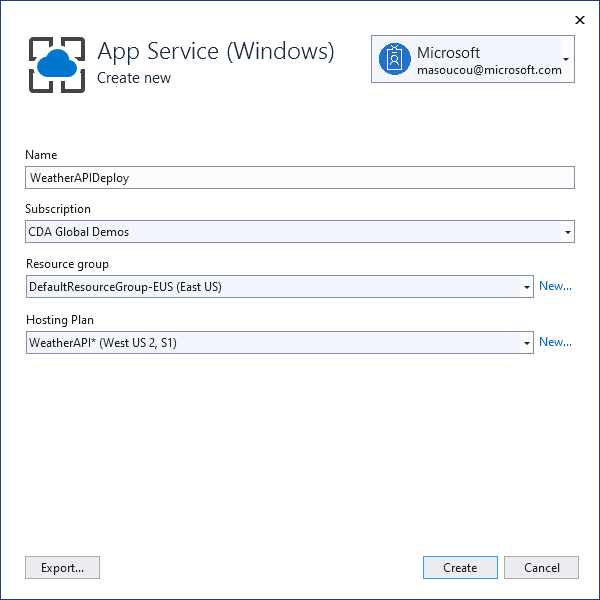 App Service (Windows)
Create new
Microsoft
masoucou@microsoft.com
Name
WeatherAPIDeploy
Subscription
CDA Global Demos
Resource group
DefaultResourceGroup-EUS (East US)
New...
Hosting Plan
WeatherAPI* (West US 2, S1)
New...
Export...
Create
Cancel